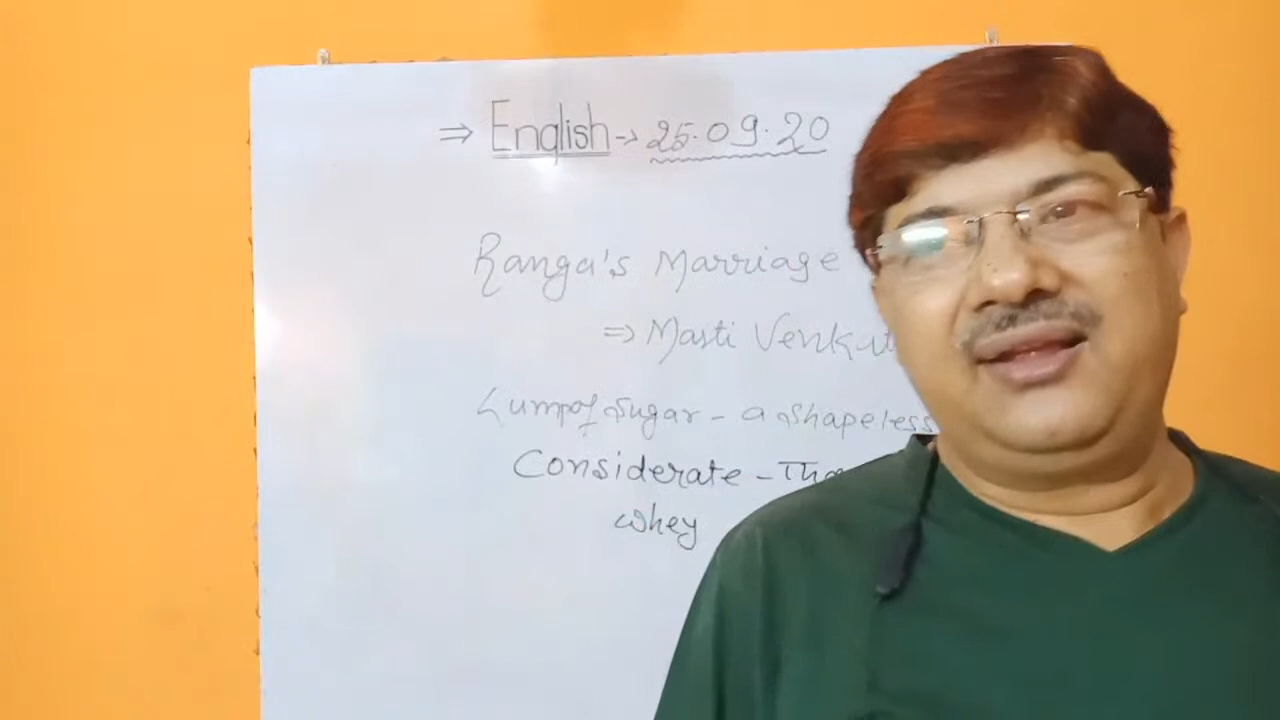 ⇒ English → 25.09.20
Ranga's Marriage
⇒ Masti
Lump of Sugar - a shapeless
Considerate -
whey